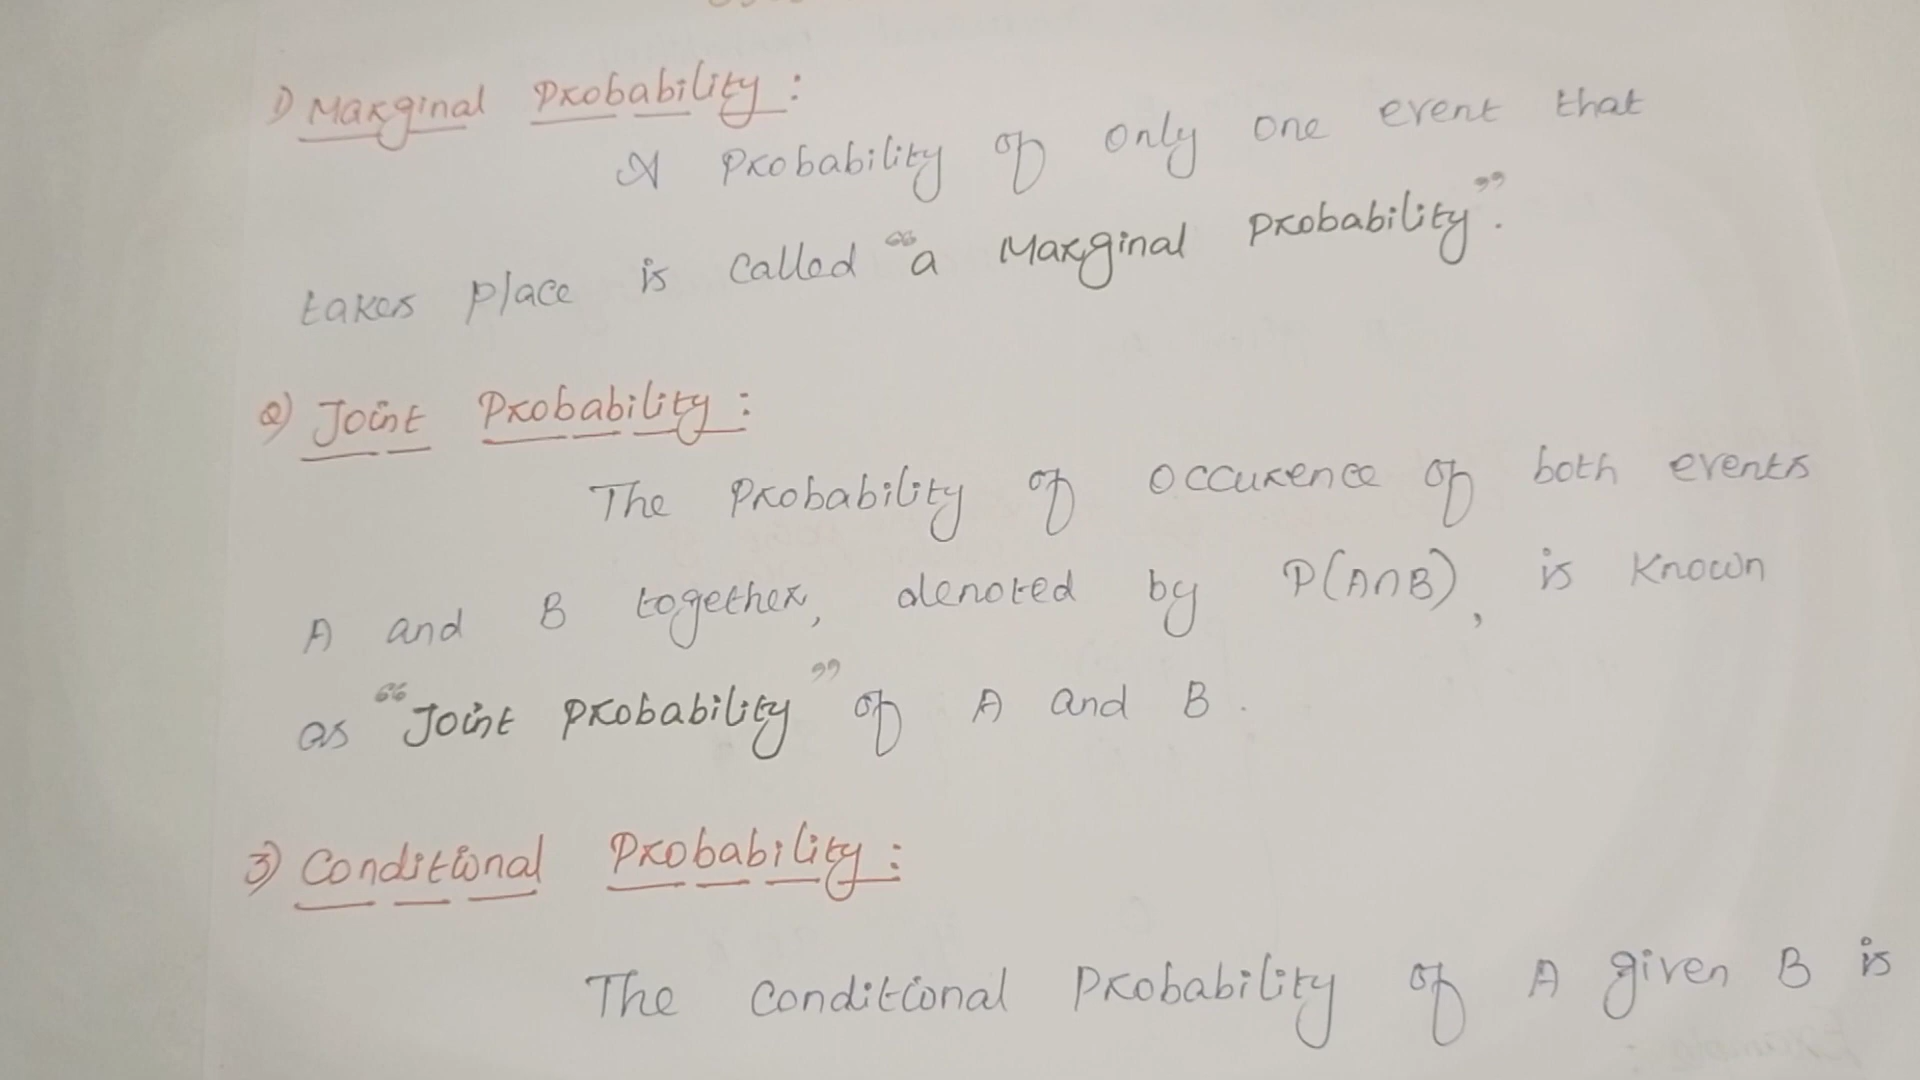 1) Marginal Probability :
A Probability of only one event that
takes place is called "a Marginal Probability".
2) Joint Probability :
The Probability of occurence of both events
A and B together, denoted by P(A∩B), is known
as "Joint Probability" of A and B.
3) Conditional Probability :
The Conditional Probability of A given B is